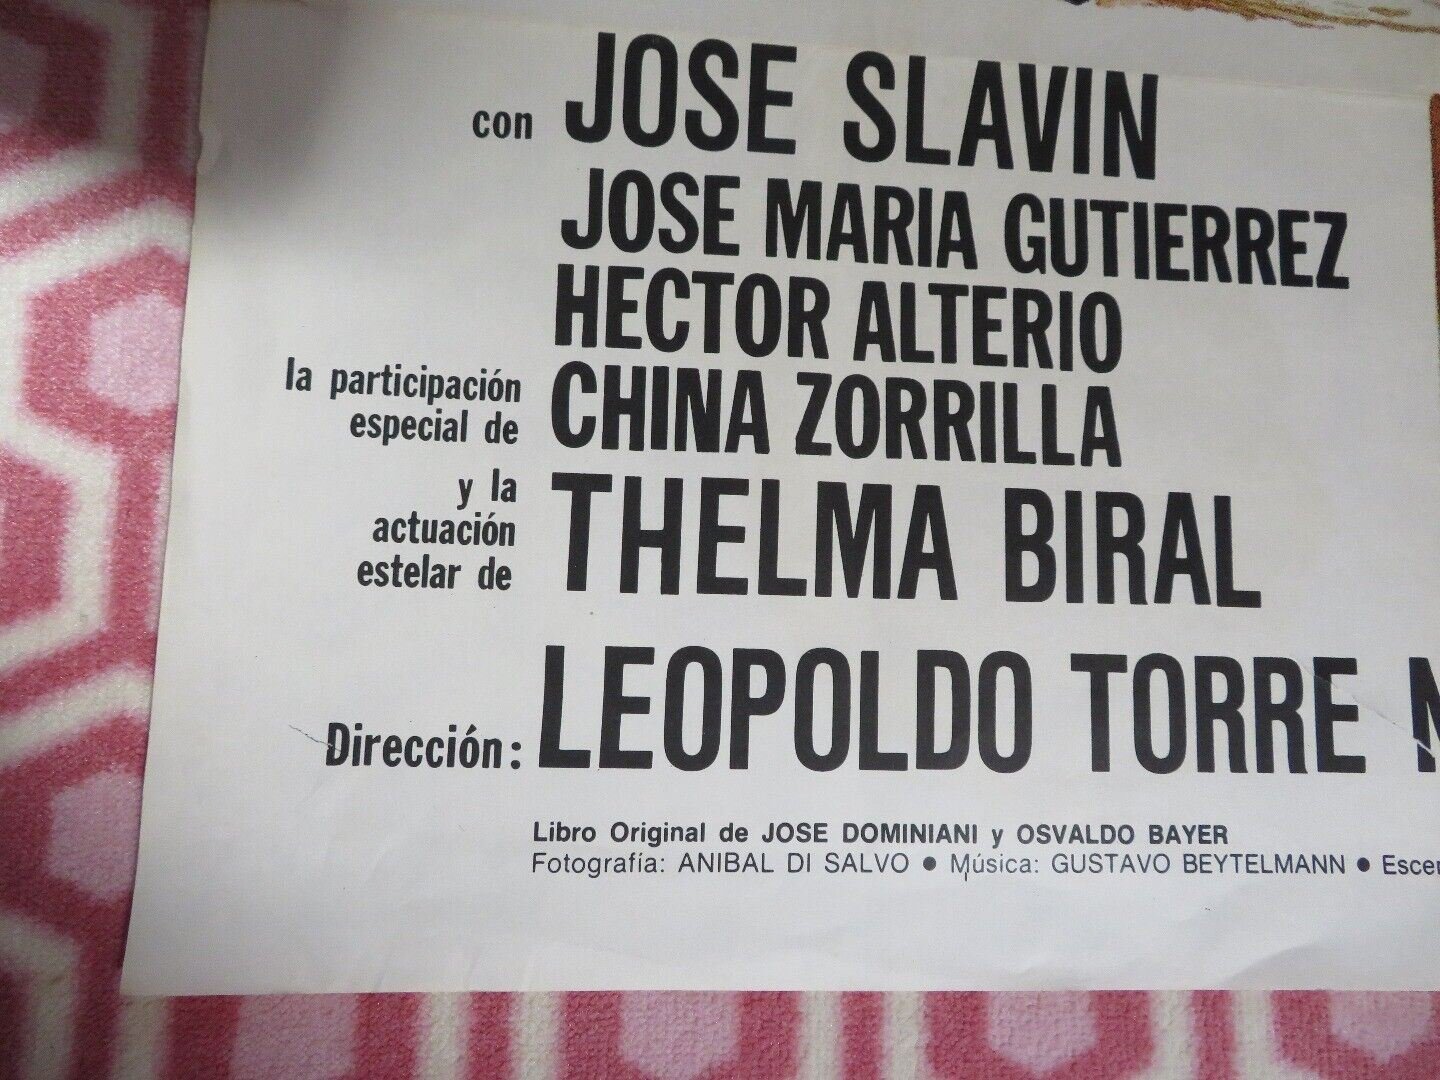 con JOSE SLAVIN
JOSE MARIA GUTIERREZ
HECTOR ALTERIO
la participación
especial de CHINA ZORRILLA
y la
actuación
estelar de THELMA BIRAL
Dirección: LEOPOLDO TORRE
Libro Original de JOSE DOMINIANI y OSVALDO BAYER
Fotografía: ANIBAL DI SALVO ● Música: GUSTAVO BEYTELMANN ● Escen